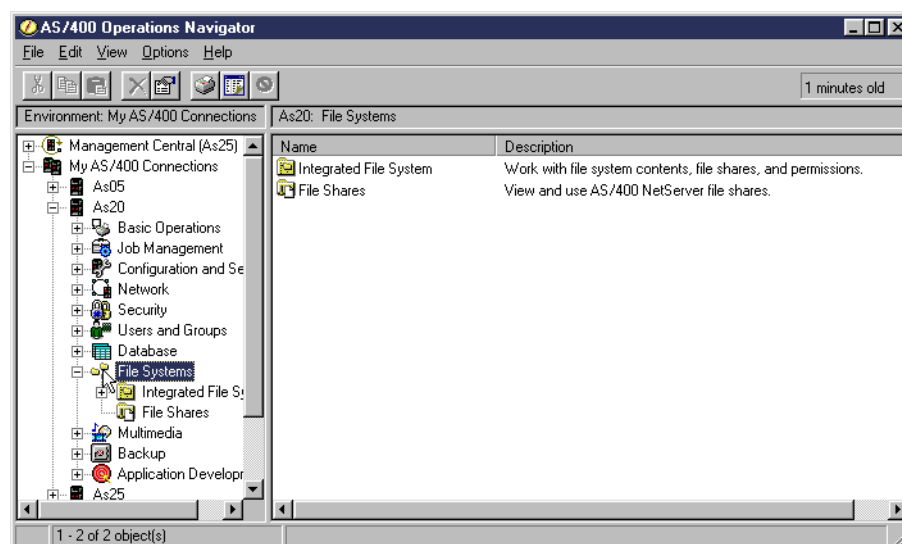 AS/400 Operations Navigator
File Edit View Options Help
1 minutes old
Environment: My AS/400 Connections
As20: File Systems
Management Central (As25)
My AS/400 Connections
As05
As20
Basic Operations
Job Management
Configuration and Se
Network
Security
Users and Groups
Database
File Systems
Integrated File Sy
File Shares
Multimedia
Backup
Application Developr
As25
Name Description
Integrated File System Work with file system contents, file shares, and permissions.
File Shares View and use AS/400 NetServer file shares.
1 - 2 of 2 object(s)